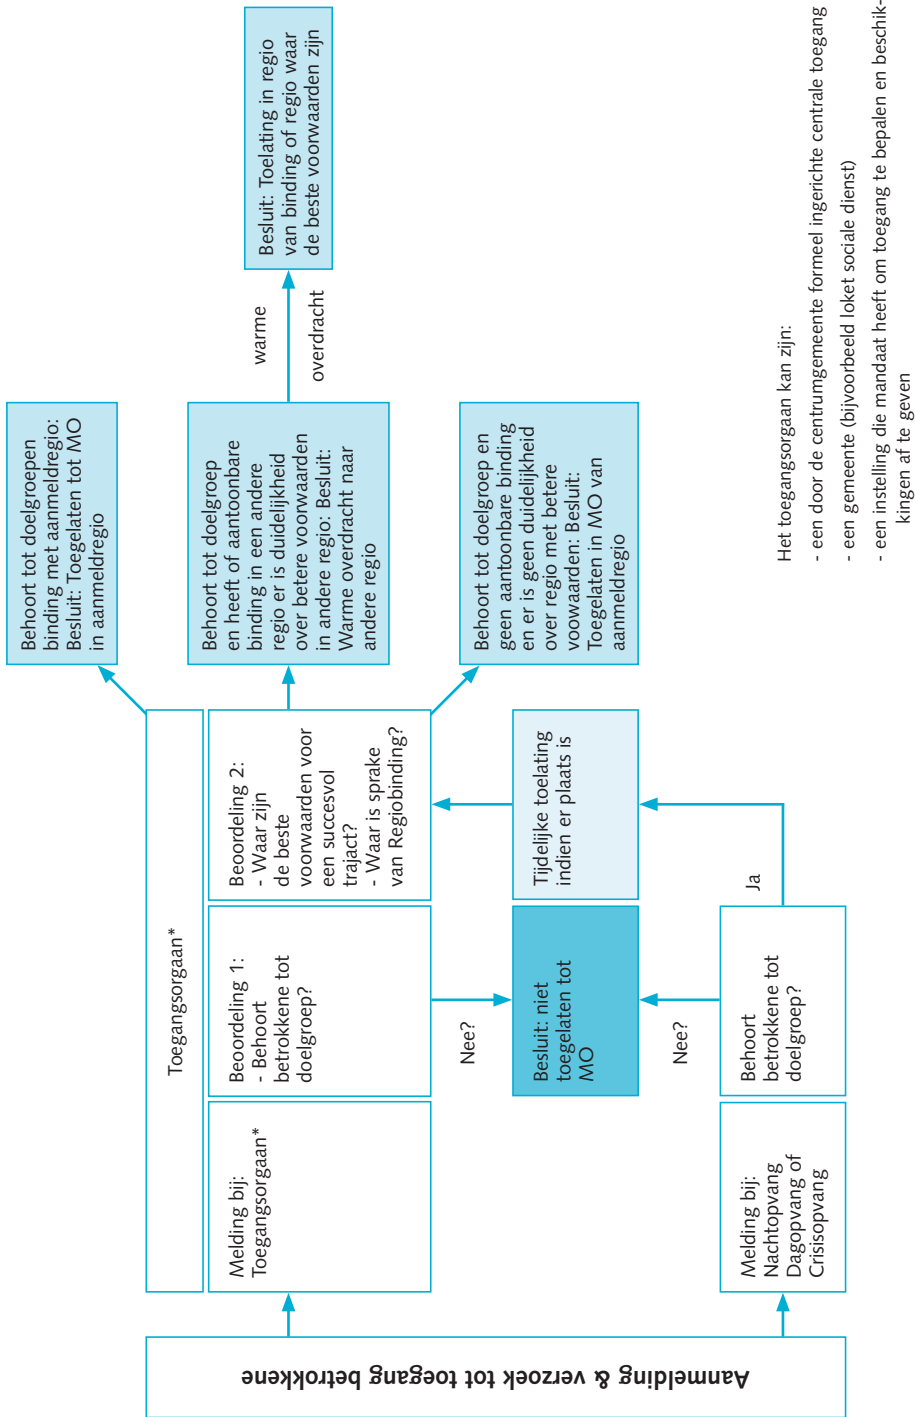 Aanmelding & verzoek tot toegang betrokkene
Toegangsorgaan*
Melding bij:
Toegangsorgaan*
Beoordeling 1:
- Behoort
betrokkene tot
doelgroep?
Beoordeling 2:
- Waar zijn
de beste
voorwaarden voor
een succesvol
trajact?
- Waar is sprake
van Regiobinding?
Nee?
Besluit: niet
toegelaten tot
MO
Tijdelijke toelating
indien er plaats is
Nee?
Ja
Melding bij:
Nachtopvang
Dagopvang of
Crisisopvang
Behoort
betrokkene tot
doelgroep?
Behoort tot doelgroepen
binding met aanmeldregio:
Besluit: Toegelaten tot MO
in aanmeldregio
Behoort tot doelgroep
en heeft of aantoonbare
binding in een andere
regio er is duidelijkheid
over betere voorwaarden
in andere regio: Besluit:
Warme overdracht naar
andere regio
Behoort tot doelgroep en
geen aantoonbare binding
en er is geen duidelijkheid
over regio met betere
voowaarden: Besluit:
Toegelaten in MO van
aanmeldregio
warme
overdracht
Besluit: Toelating in regio
van binding of regio waar
de beste voorwaarden zijn
Het toegangsorgaan kan zijn:
- een door de centrumgemeente formeel ingerichte centrale toegang
- een gemeente (bijvoorbeeld loket sociale dienst)
- een instelling die mandaat heeft om toegang te bepalen en beschik-
kingen af te geven